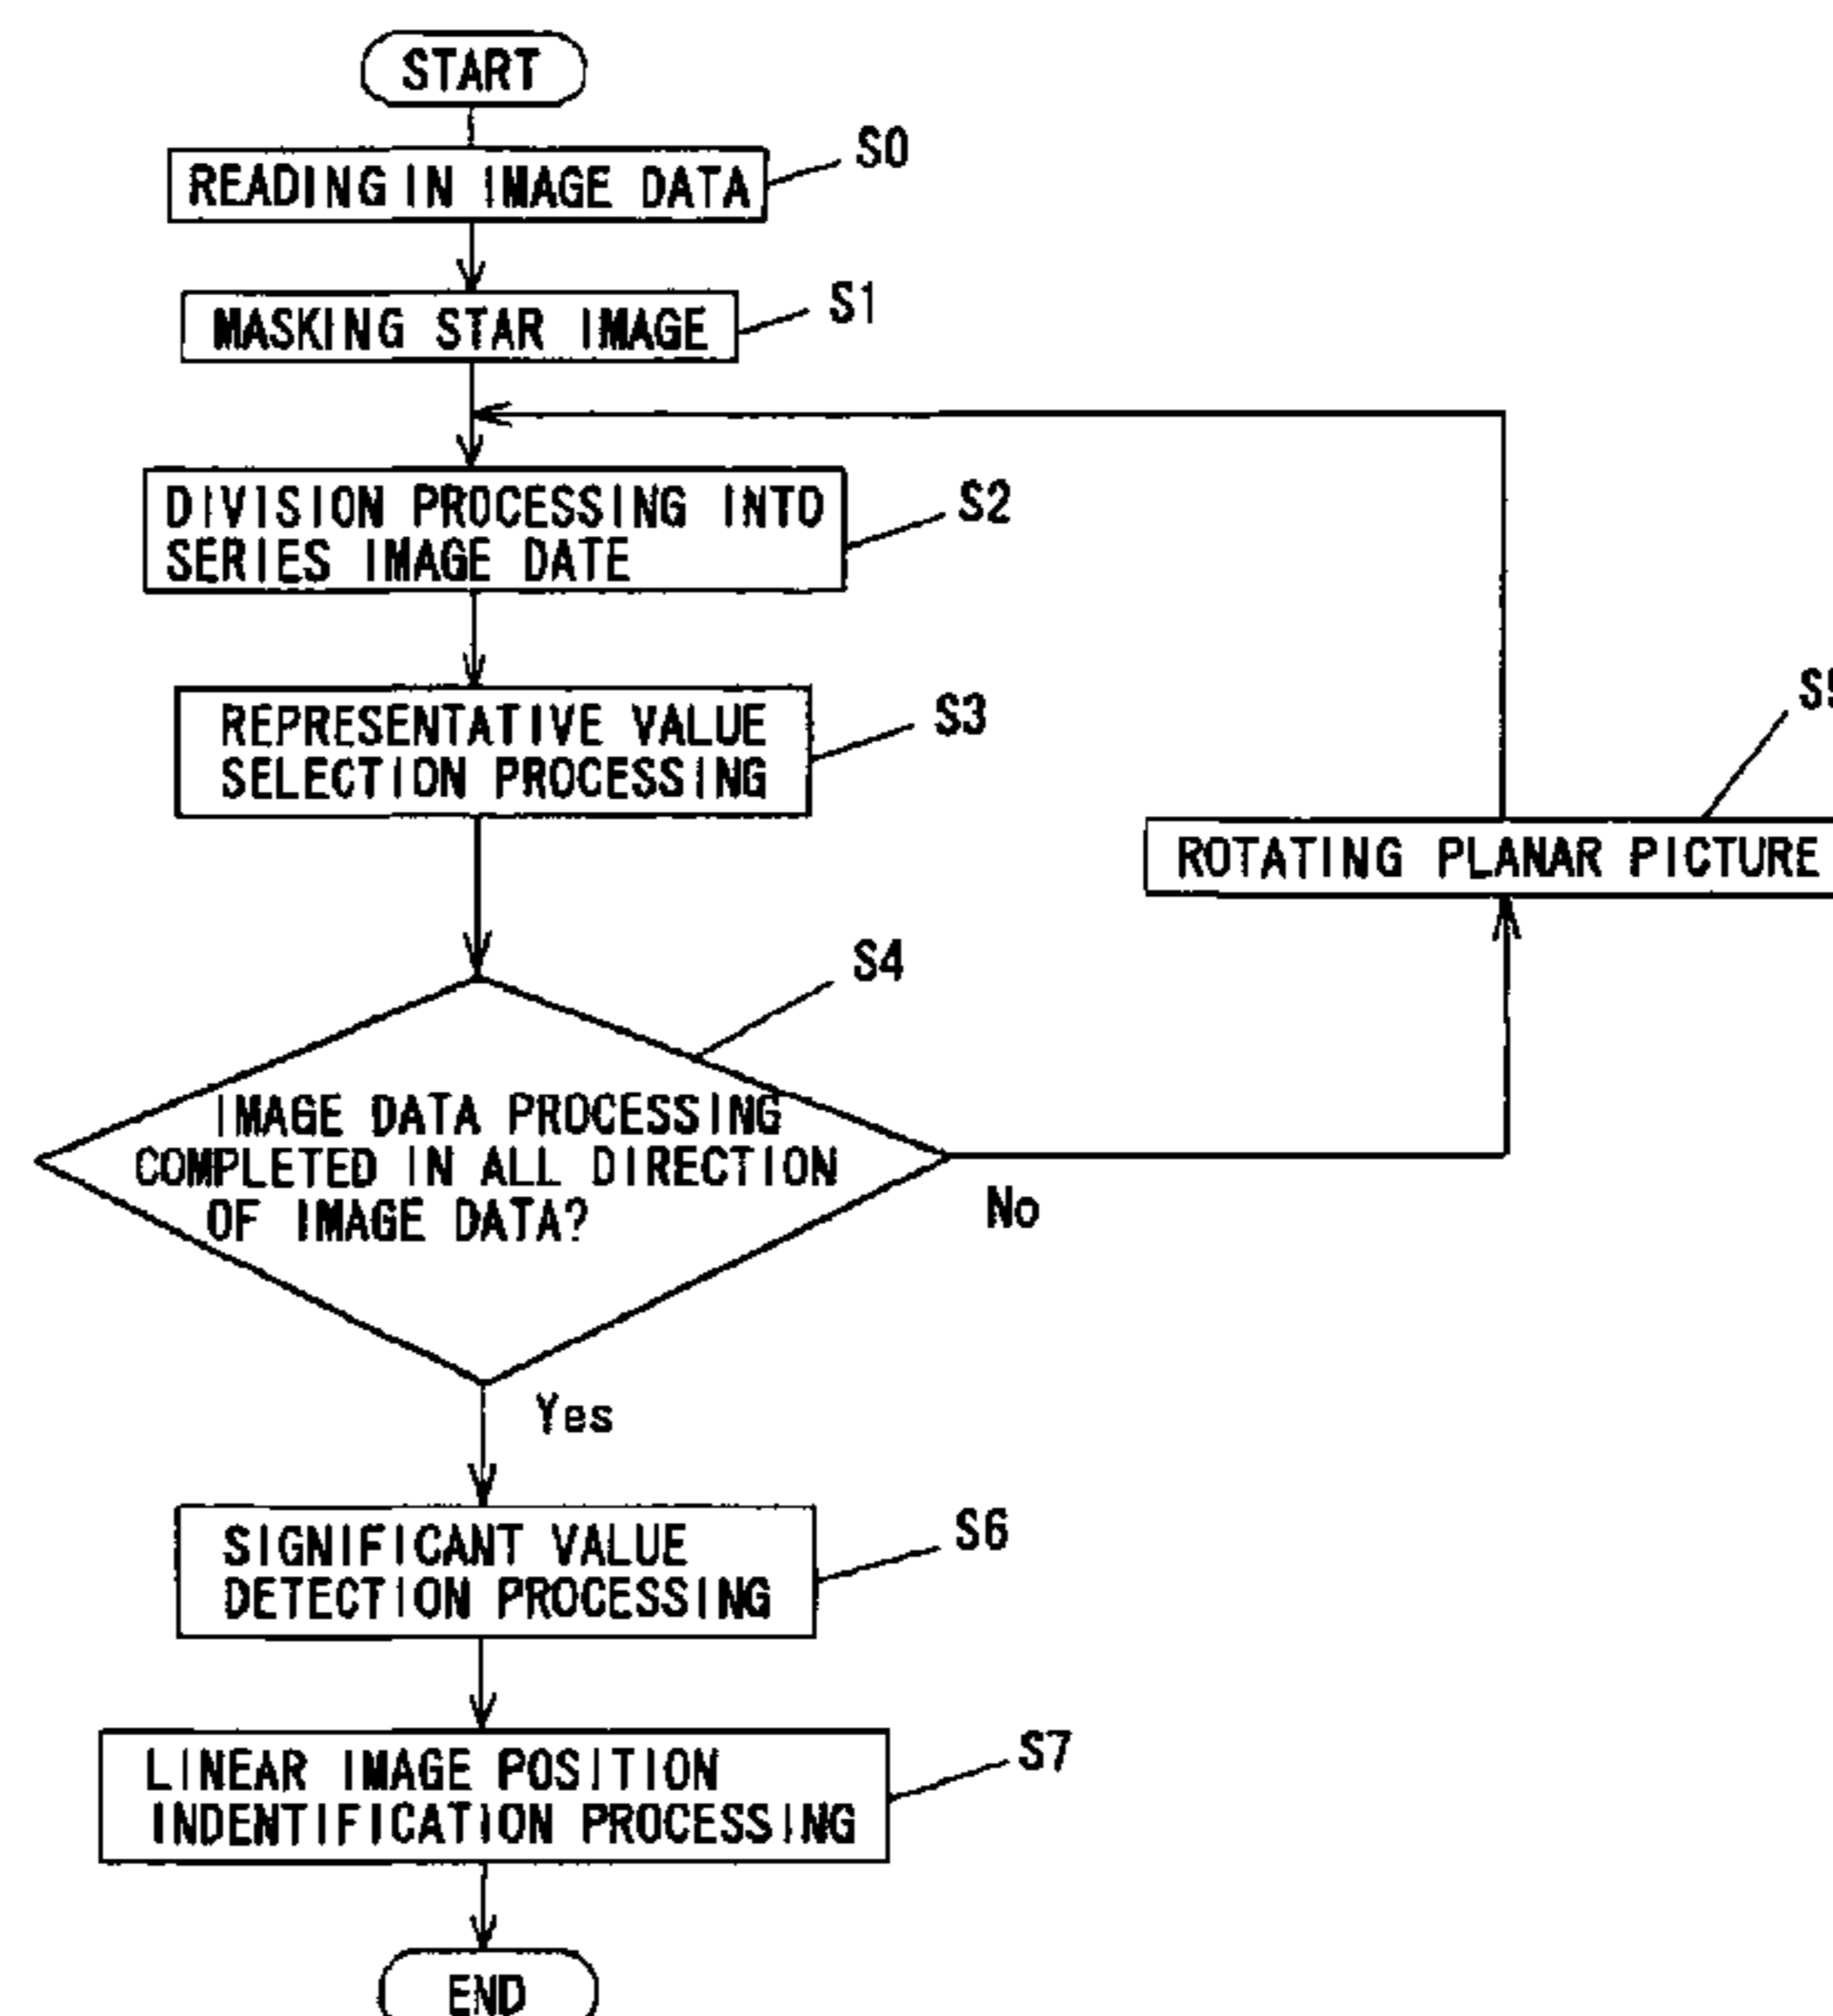 START
READING IN IMAGE DATA
S0
MASKING STAR IMAGE
S1
DIVISION PROCESSING INTO
SERIES IMAGE DATE
S2
REPRESENTATIVE VALUE
SELECTION PROCESSING
S3
ROTATING PLANAR PICTURE
IMAGE DATA PROCESSING
COMPLETED IN ALL DIRECTION
OF IMAGE DATA?
S4
No
Yes
SIGNIFICANT VALUE
DETECTION PROCESSING
S6
LINEAR IMAGE POSITION
INDENTIFICATION PROCESSING
S7
END